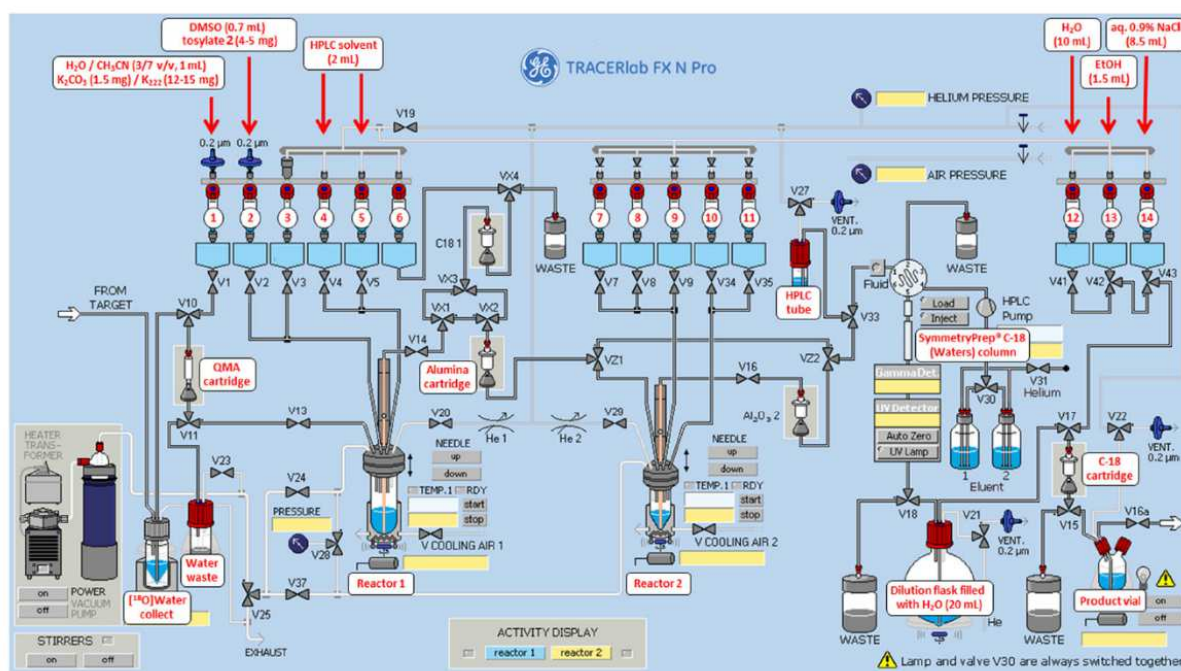 DMSO (0.7 mL)
tosylate 2 (4-5 mg)
H₂O / CH₃CN (3/7 v/v, 1 mL)
K₂CO₃ (1.5 mg) / K₂₂₂ (12-15 mg)
HPLC solvent
(2 mL)
TRACERlab FX N Pro
H₂O
(10 mL)
EtOH
(1.5 mL)
aq. 0.9% NaCl
(8.5 mL)
HELIUM PRESSURE
AIR PRESSURE
V19
0.2 µm
0.2 µm
1
2
3
4
5
6
7
8
9
10
11
12
13
14
VX4
C18 1
WASTE
V27
VENT.
0.2 µm
WASTE
V1
V2
V3
V4
V5
VX3
V7
V8
V9
V34
V35
HPLC
tube
Fluid
V41
V42
V43
FROM
TARGET
V10
VX1
VX2
V14
V33
Load
Inject
HPLC
Pump
SymmetryPrep® C-18
(Waters) column
QMA
cartridge
Alumina
cartridge
VZ1
VZ2
V16
Al₂O₃ 2
Gamma Det.
UV Detector
Auto Zero
UV Lamp
V31
Helium
V30
1
2
Eluent
V11
V13
V20
He 1
He 2
V29
V17
V22
VENT.
0.2 µm
C-18
cartridge
HEATER
TRANS-
FORMER
V23
V24
PRESSURE
V28
NEEDLE
up
down
TEMP.1
RDY
start
stop
V COOLING AIR 1
NEEDLE
up
down
TEMP.1
RDY
start
stop
V COOLING AIR 2
V18
V21
VENT.
0.2 µm
V15
V16a
Water
waste
[¹⁸O]Water
collect
Reactor 1
Reactor 2
Dilution flask filled
with H₂O (20 mL)
Product vial
on
off
POWER
VACUUM
PUMP
V25
V37
EXHAUST
WASTE
He
WASTE
on
off
STIRRERS
on
off
ACTIVITY DISPLAY
reactor 1
reactor 2
Lamp and valve V30 are always switched together